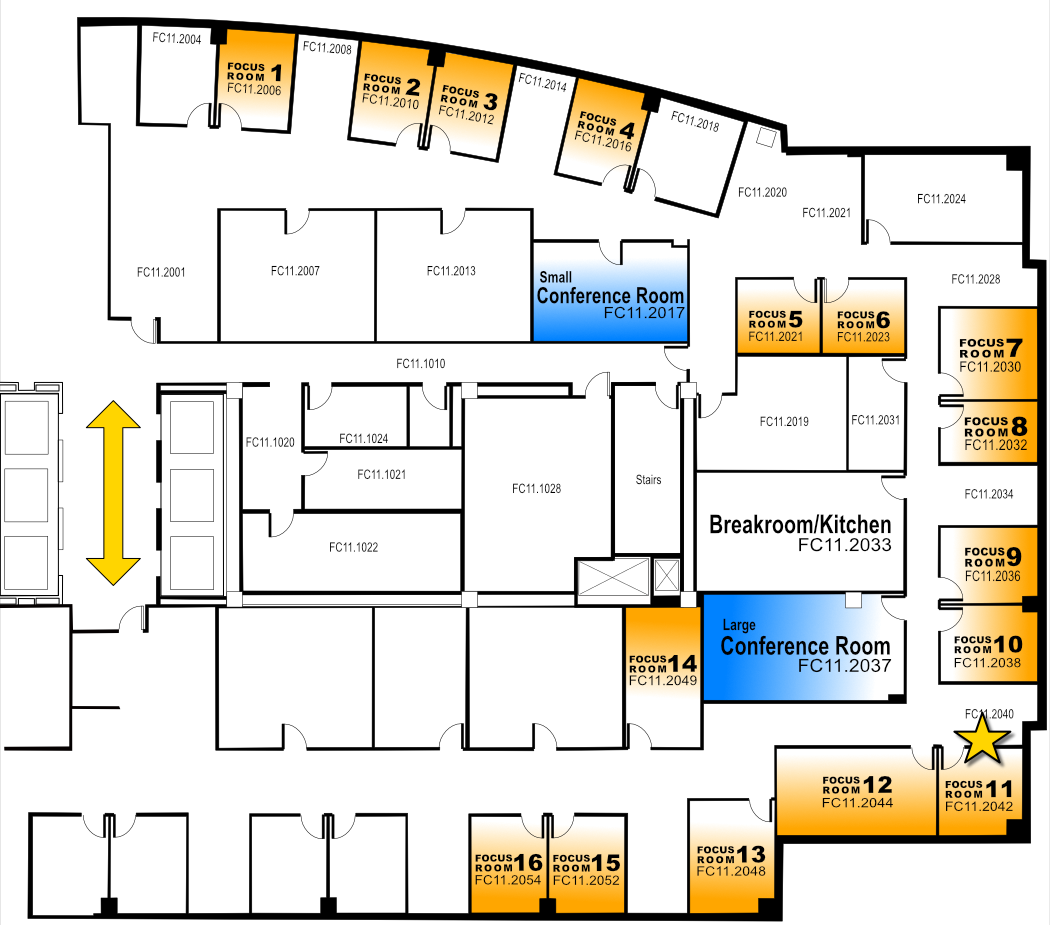 FC11.2004
FOCUS ROOM 1
FC11.2006
FC11.2008
FOCUS ROOM 2
FC11.2010
FOCUS ROOM 3
FC11.2012
FC11.2014
FOCUS ROOM 4
FC11.2016
FC11.2018
FC11.2020
FC11.2021
FC11.2024
FC11.2001
FC11.2007
FC11.2013
Small
Conference Room
FC11.2017
FC11.2028
FOCUS ROOM 5
FC11.2021
FOCUS ROOM 6
FC11.2023
FOCUS ROOM 7
FC11.2030
FC11.1010
FOCUS ROOM 8
FC11.2032
FC11.1020
FC11.1024
FC11.2019
FC11.2031
FC11.1021
FC11.1028
Stairs
FC11.2034
Breakroom/Kitchen
FC11.2033
FC11.1022
FOCUS ROOM 9
FC11.2036
Large
Conference Room
FC11.2037
FOCUS ROOM 10
FC11.2038
FOCUS ROOM 14
FC11.2049
FC11.2040
FOCUS ROOM 12
FC11.2044
FOCUS ROOM 11
FC11.2042
FOCUS ROOM 16
FC11.2054
FOCUS ROOM 15
FC11.2052
FOCUS ROOM 13
FC11.2048